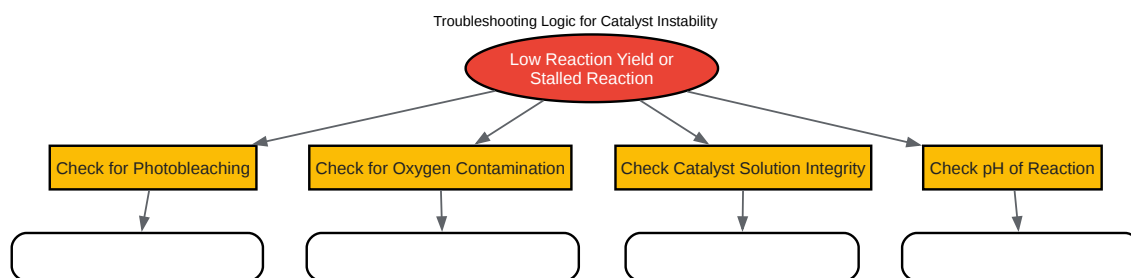 Troubleshooting Logic for Catalyst Instability
Low Reaction Yield or
Stalled Reaction
Check for Photobleaching
Check for Oxygen Contamination
Check Catalyst Solution Integrity
Check pH of Reaction